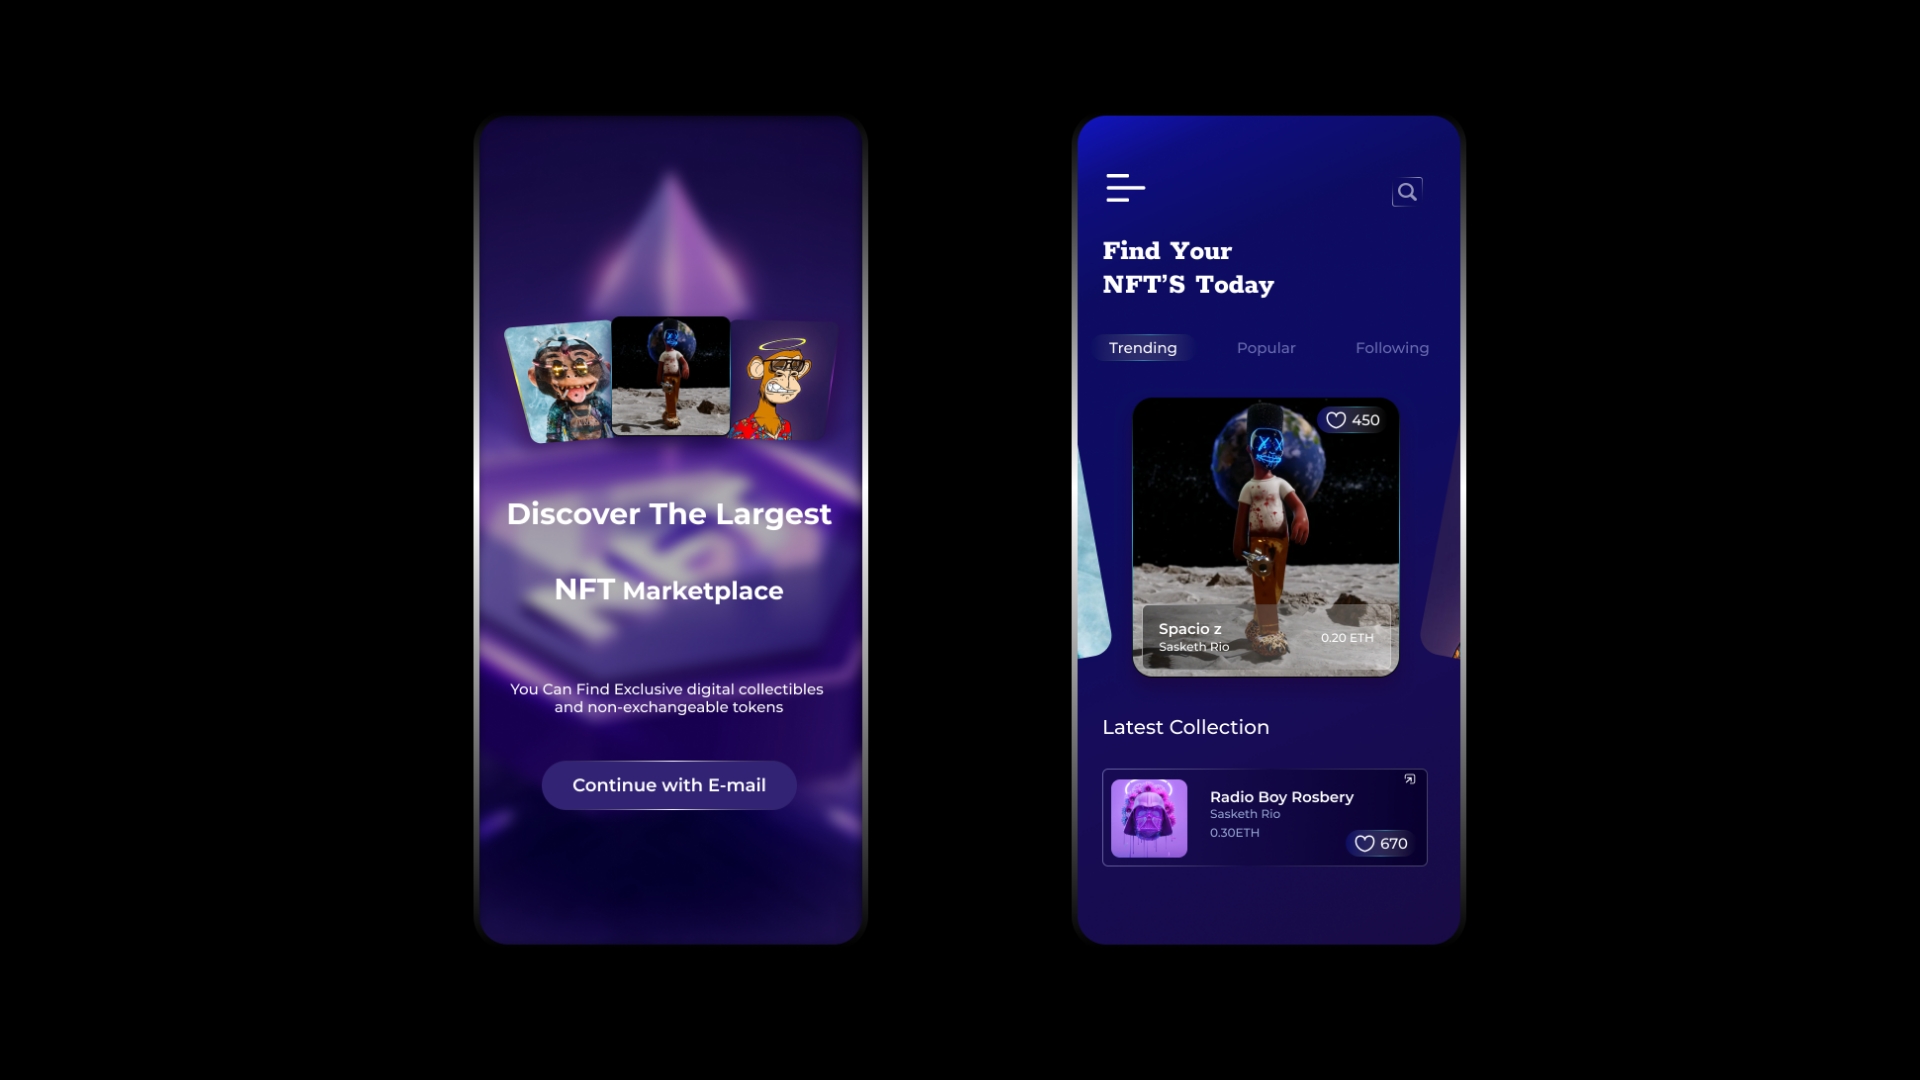 Discover The Largest
NFT Marketplace
You Can Find Exclusive digital collectibles
and non-exchangeable tokens
Continue with E-mail
Find Your
NFT'S Today
Trending Popular Following
450
Spacio z
Sasketh Rio
0.20 ETH
Latest Collection
Radio Boy Rosbery
Sasketh Rio
0.30ETH
670